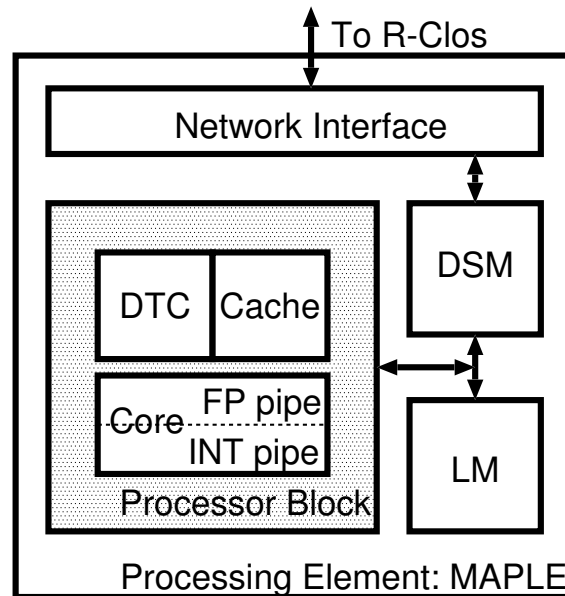 To R-Clos
Network Interface
DTC
Cache
DSM
Core
FP pipe
INT pipe
LM
Processor Block
Processing Element: MAPLE